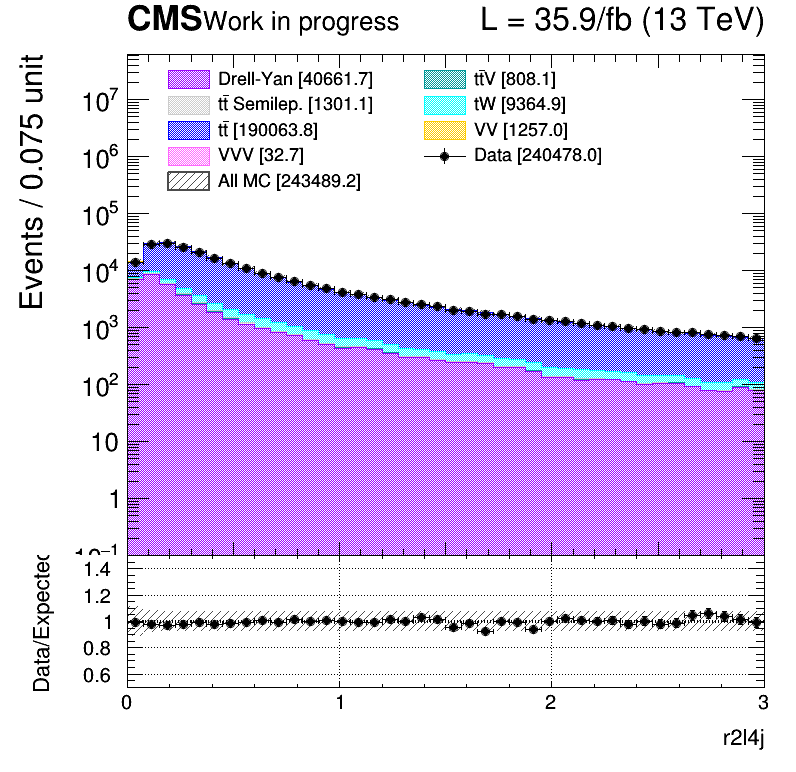 CMS Work in progress L = 35.9/fb (13 TeV)
Events / 0.075 unit
Drell-Yan [40661.7]
tt̄ Semilep. [1301.1]
tt̄ [190063.8]
VVV [32.7]
All MC [243489.2]
tt̄V [808.1]
tW [9364.9]
VV [1257.0]
Data [240478.0]
10⁷
10⁶
10⁵
10⁴
10³
10²
10
1
10⁻¹
Data/Expected
1.4
1.2
1
0.8
0.6
0 1 2 3
r2l4j